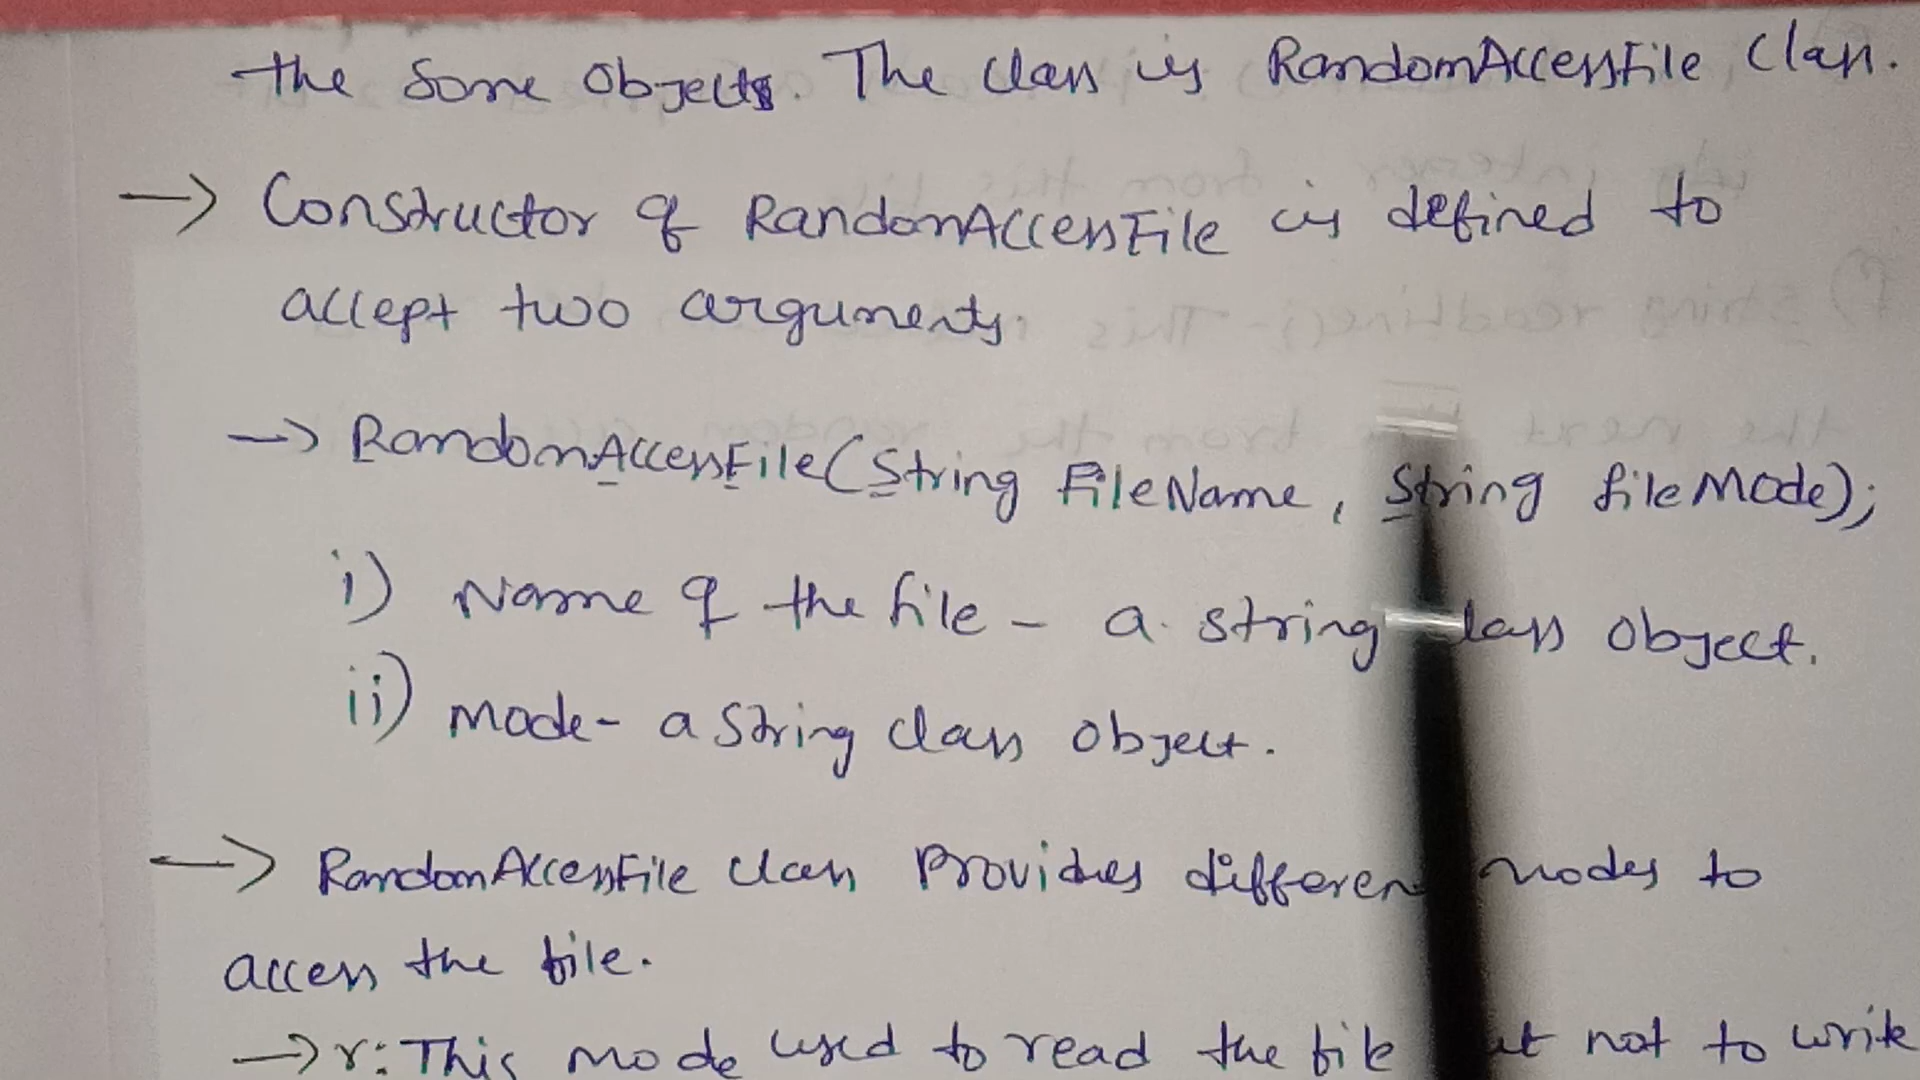 the same objects. The class is RandomAccessFile class.
→ Constructor of RandomAccessFile is defined to
accept two arguments.
→ RandomAccessFile(String FileName, String fileMode);
i) Name of the file - a string class object.
ii) mode - a string class object.
→ RandomAccessFile class provides different modes to
access the file.
→ r: This mode used to read the file but not to write